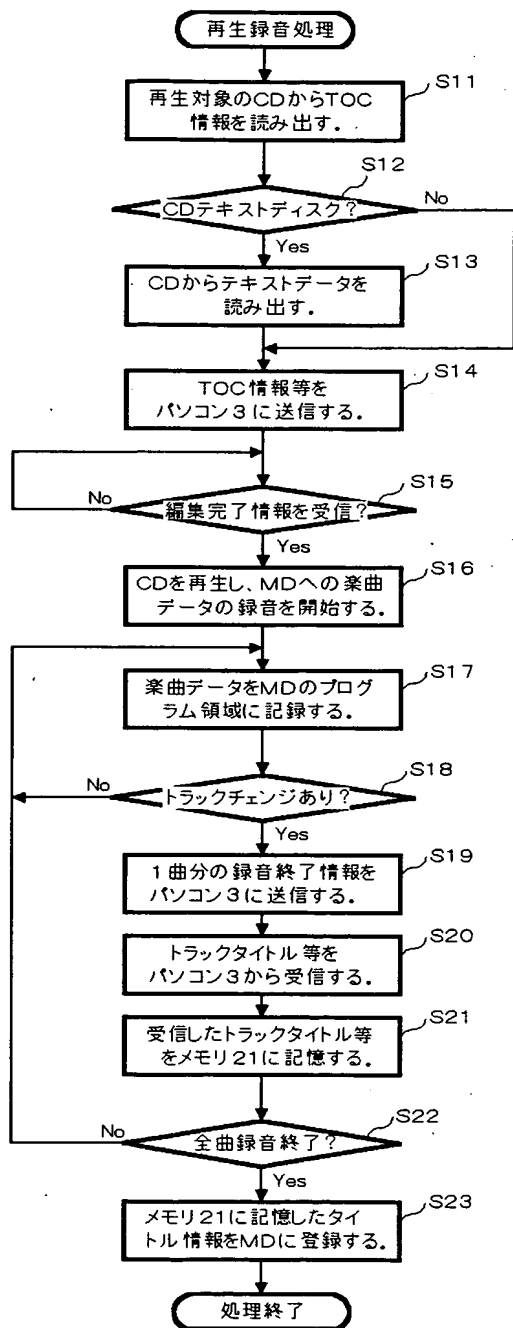 再生録音処理
S11
再生対象のCDからTOC
情報を読み出す。
S12
CDテキストディスク?
No
Yes
S13
CDからテキストデータを
読み出す。
S14
TOC情報等を
パソコン3に送信する。
S15
編集完了情報を受信?
No
Yes
S16
CDを再生し、MDへの楽曲
データの録音を開始する。
S17
楽曲データをMDのプログ
ラム領域に記録する。
S18
トラックチェンジあり?
No
Yes
S19
1曲分の録音終了情報を
パソコン3に送信する。
S20
トラックタイトル等を
パソコン3から受信する。
S21
受信したトラックタイトル等
をメモリ21に記憶する。
S22
全曲録音終了?
No
Yes
S23
メモリ21に記憶したタイ
トル情報をMDに登録する。
処理終了